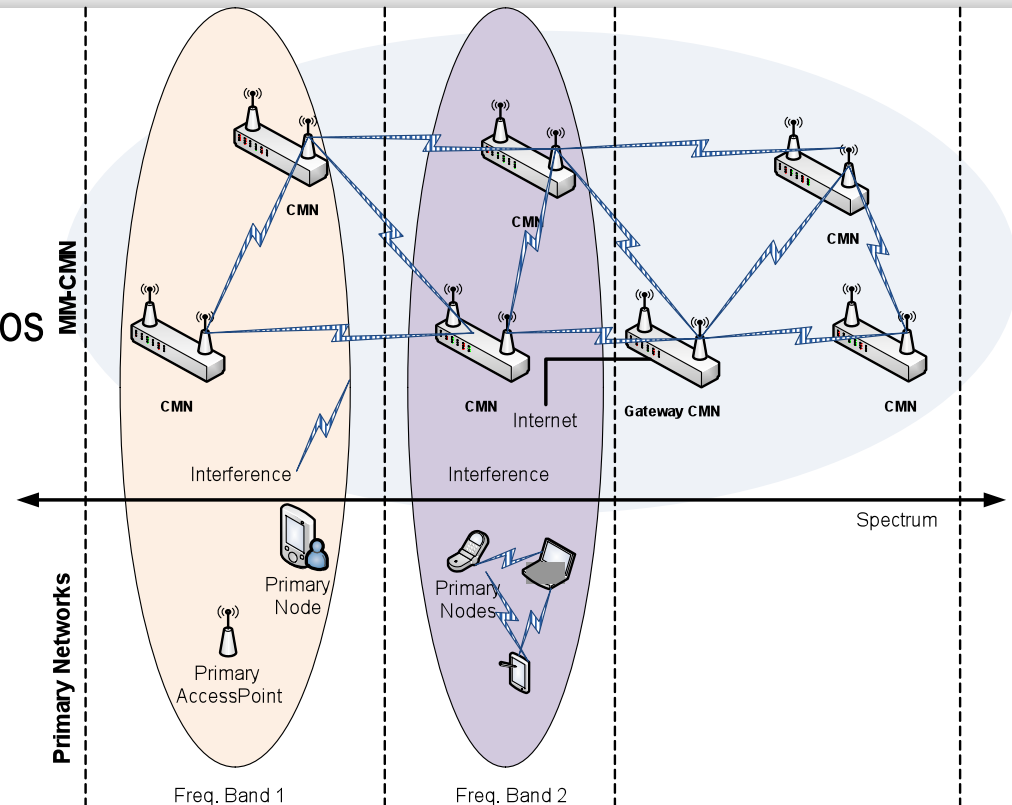 CMN
CMN
CMN
MM-CMN
OS
CMN
CMN
Internet
Gateway CMN
CMN
Interference
Interference
Spectrum
Primary
Node
Primary
Nodes
Primary
AccessPoint
Primary Networks
Freq. Band 1
Freq. Band 2